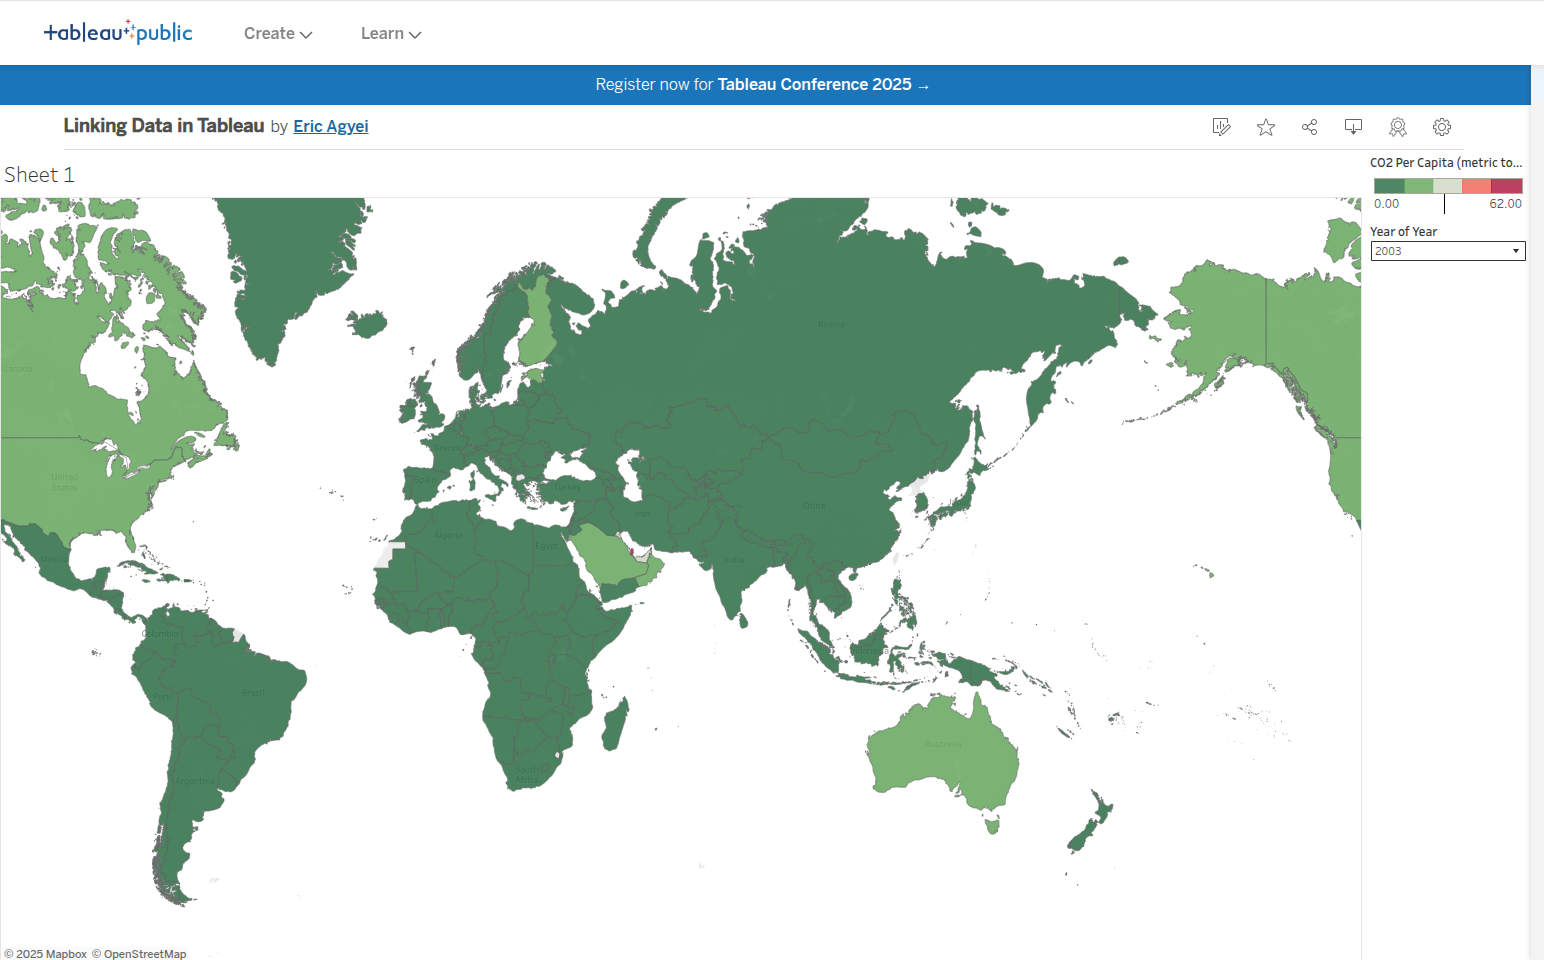 tableau public
Create
Learn
Register now for Tableau Conference 2025 →
Linking Data in Tableau by Eric Agyei
Sheet 1
CO2 Per Capita (metric to...
0.00
62.00
Year of Year
2003
Russia
Canada
United
States
France
Spain
Turkey
Iran
China
Algeria
Egypt
India
Mexico
Colombia
Indonesia
Peru
Brazil
Australia
South
Africa
Argentina
© 2025 Mapbox © OpenStreetMap